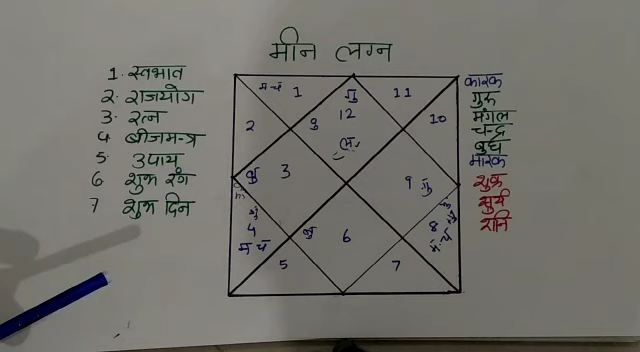 मीन लग्न
1. स्वभाव
2. राजयोग
3. रत्न
4 बीजमन्त्र
5. उपाय
6 शुभ रंग
7 शुभ दिन
मं चं 1
गु
11
2
बु
12
ल.
10
बु 3
9 गु
4
मं चं
बु 6
8
5
7
कारक
गुरु
मंगल
चन्द्र
बुध
मारक
शुक्र
सुर्य
शनि